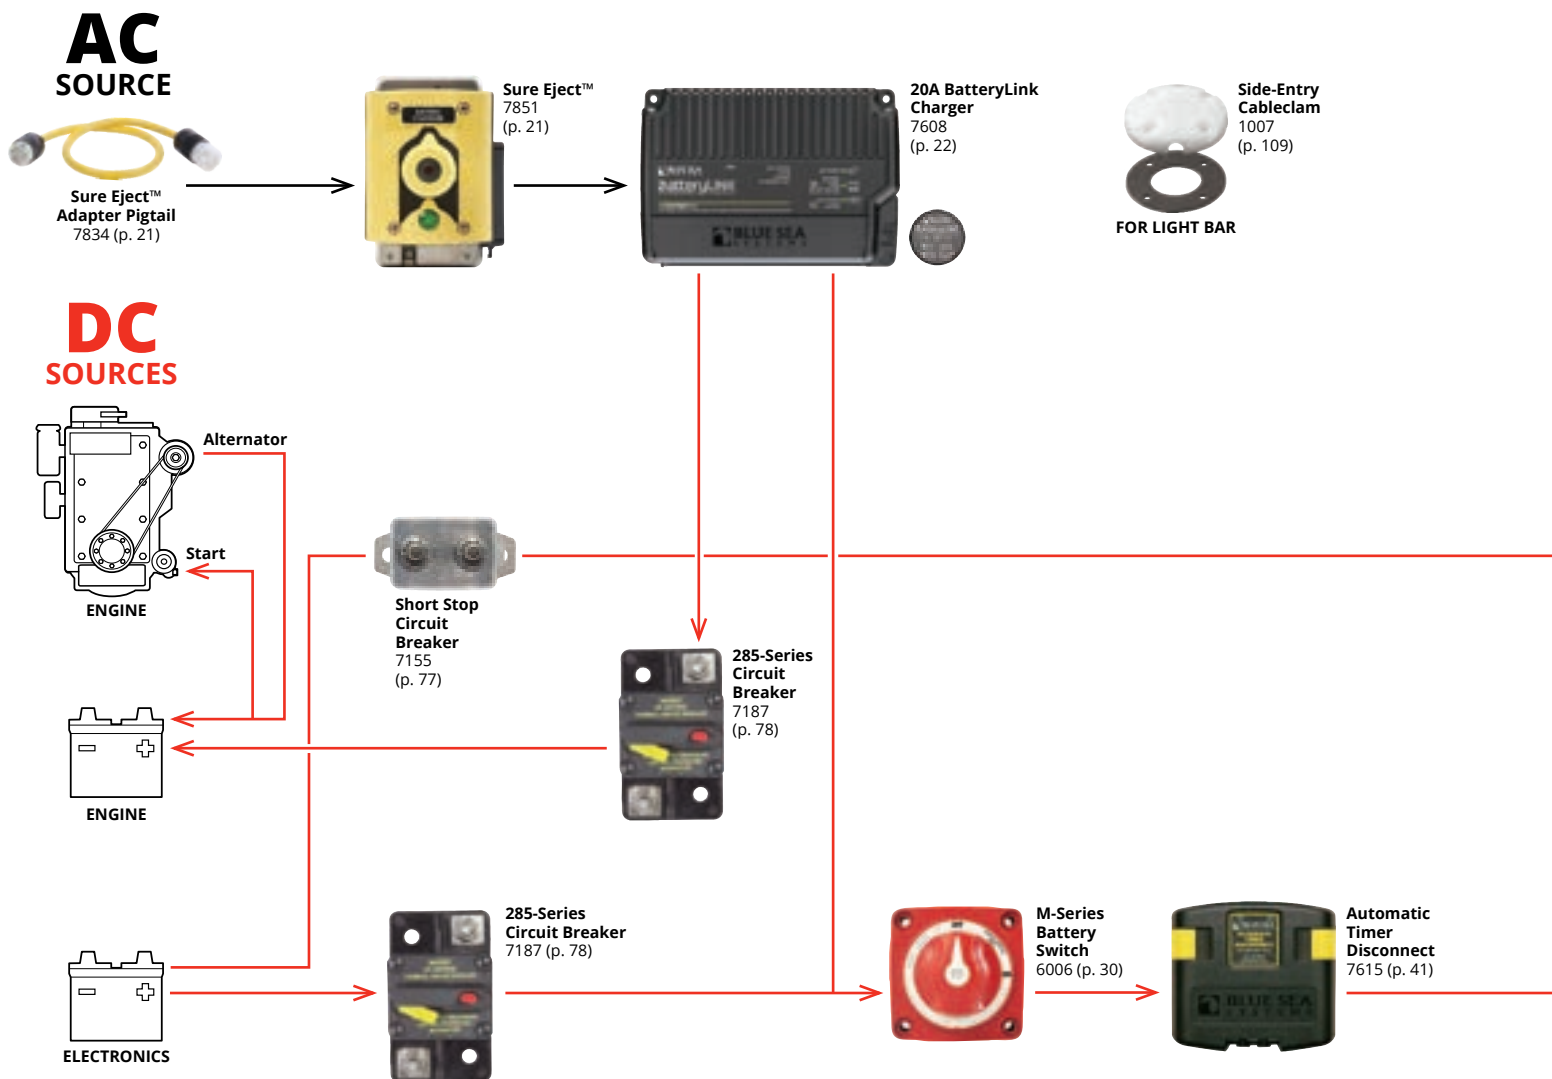 AC
SOURCE
Sure Eject™
Adapter Pigtail
7834 (p. 21)
Sure Eject™
7851
(p. 21)
BatteryLink
BLUE SEA
SYSTEMS
20A BatteryLink
Charger
7608
(p. 22)
Side-Entry
Cableclam
1007
(p. 109)
FOR LIGHT BAR
DC
SOURCES
Alternator
Start
ENGINE
Short Stop
Circuit
Breaker
7155
(p. 77)
285-Series
Circuit
Breaker
7187
(p. 78)
ENGINE
285-Series
Circuit Breaker
7187 (p. 78)
ELECTRONICS
M-Series
Battery
Switch
6006 (p. 30)
BLUE SEA
SYSTEMS
Automatic
Timer
Disconnect
7615 (p. 41)